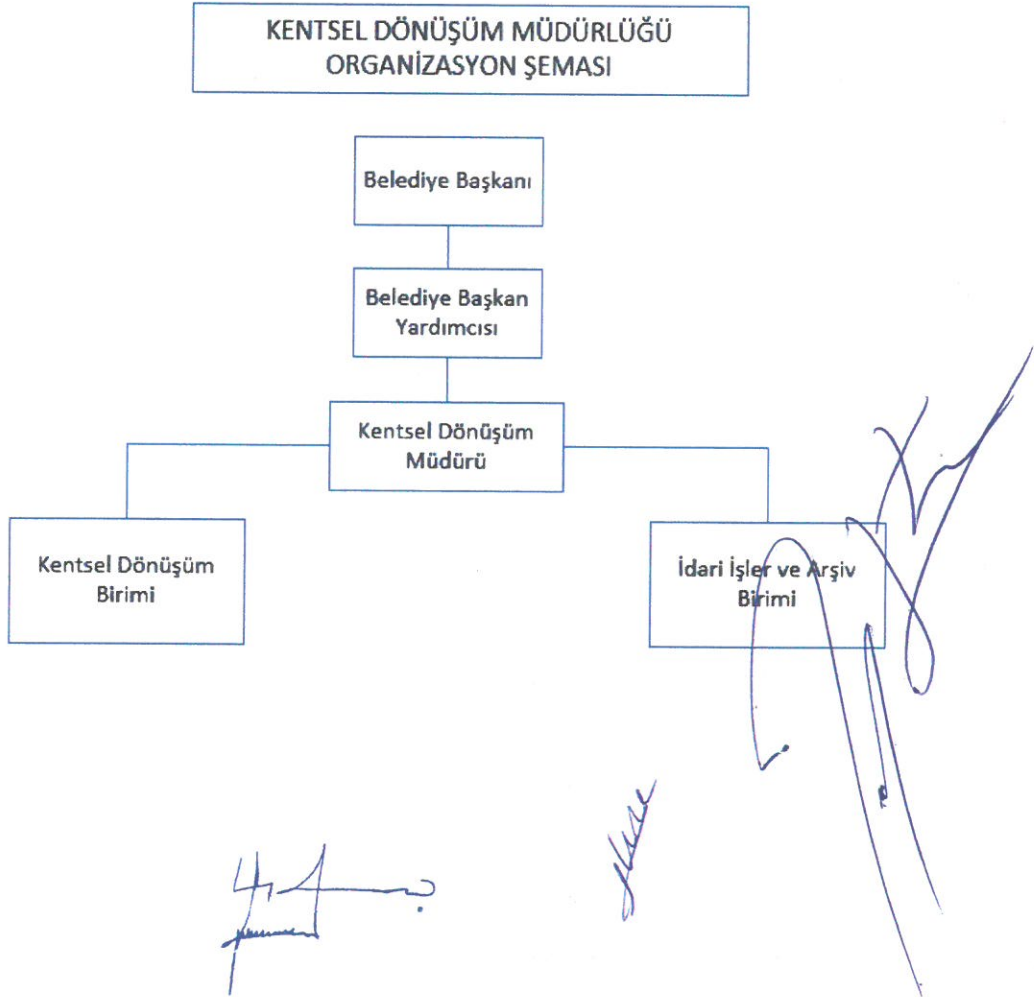 KENTSEL DÖNÜŞÜM MÜDÜRLÜĞÜ
ORGANİZASYON ŞEMASI
Belediye Başkanı
Belediye Başkan
Yardımcısı
Kentsel Dönüşüm
Müdürü
Kentsel Dönüşüm
Birimi
İdari İşler ve Arşiv
Birimi